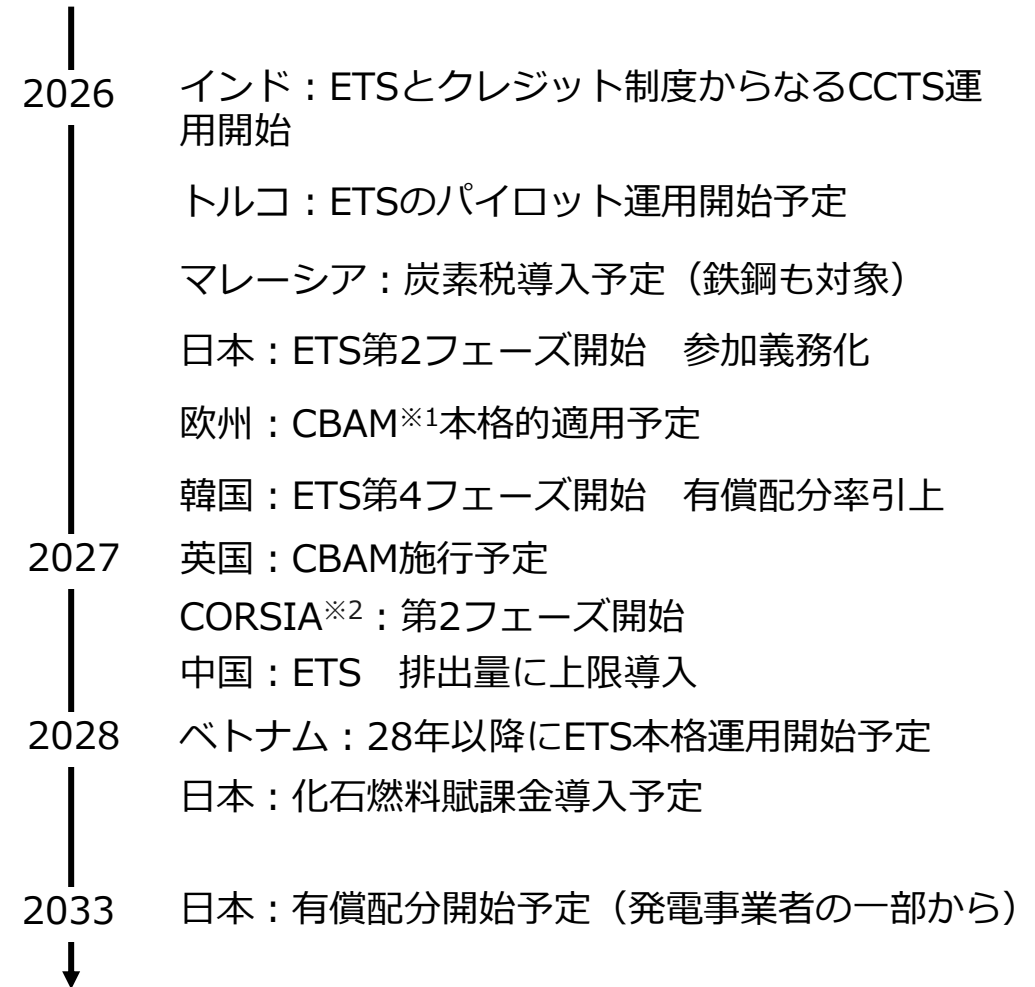 2026
インド：ETSとクレジット制度からなるCCTS運
用開始
トルコ：ETSのパイロット運用開始予定
マレーシア：炭素税導入予定（鉄鋼も対象）
日本：ETS第2フェーズ開始　参加義務化
欧州：CBAM※1本格的適用予定
韓国：ETS第4フェーズ開始　有償配分率引上
2027
英国：CBAM施行予定
CORSIA※2：第2フェーズ開始
中国：ETS　排出量に上限導入
2028
ベトナム：28年以降にETS本格運用開始予定
日本：化石燃料賦課金導入予定
2033
日本：有償配分開始予定（発電事業者の一部から）